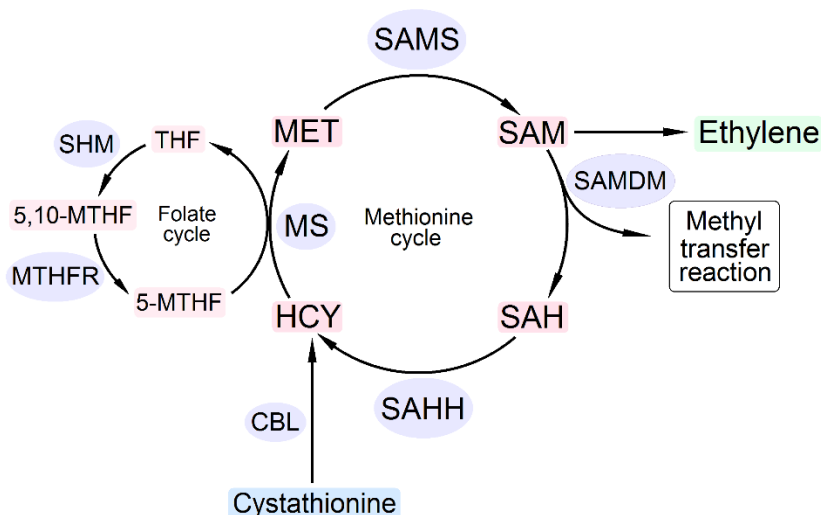 SAMS
MET
SAM
Ethylene
SHM
THF
SAMDM
5,10-MTHF
Folate
cycle
MS
Methionine
cycle
Methyl
transfer
reaction
MTHFR
5-MTHF
HCY
SAH
CBL
SAHH
Cystathionine